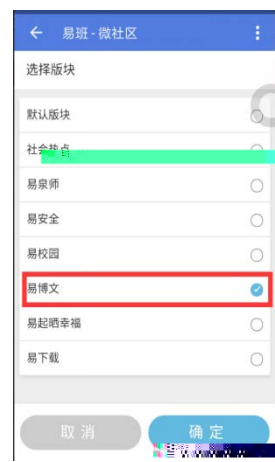 易班-微社区
选择版块
默认版块
社会热点
易泉师
易安全
易校园
易博文
易起晒幸福
易下载
取消
确定